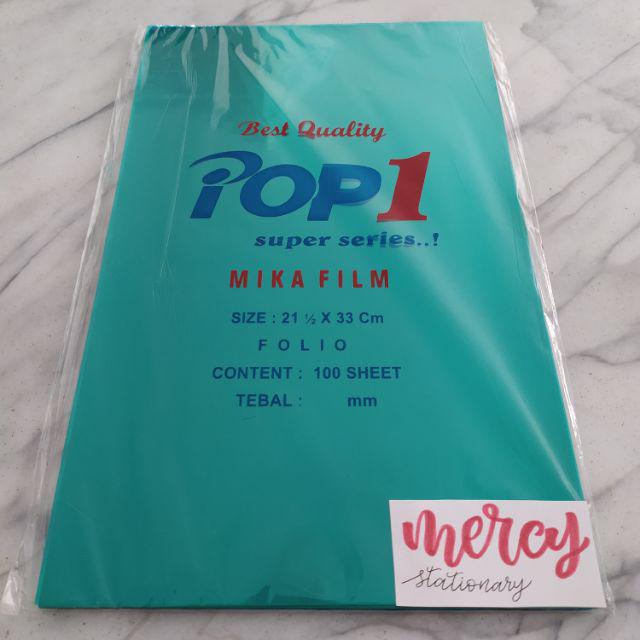 Best Quality
POP1
super series..!
MIKA FILM
SIZE : 21 ½ X 33 Cm
FOLIO
CONTENT : 100 SHEET
TEBAL : mm
mercy
stationary